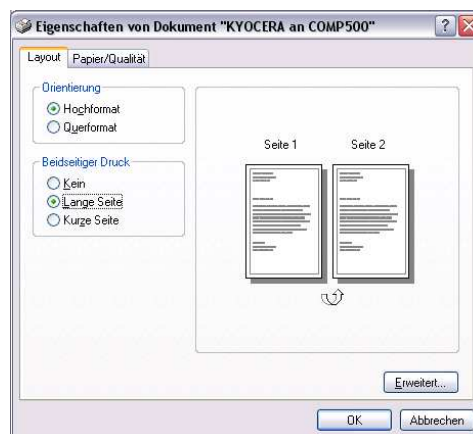 Eigenschaften von Dokument "KYOCERA an COMP500"
Layout Papier/Qualität
Orientierung
Hochformat
Querformat
Beidseitiger Druck
Kein
Lange Seite
Kurze Seite
Seite 1 Seite 2
Erweitert...
OK Abbrechen